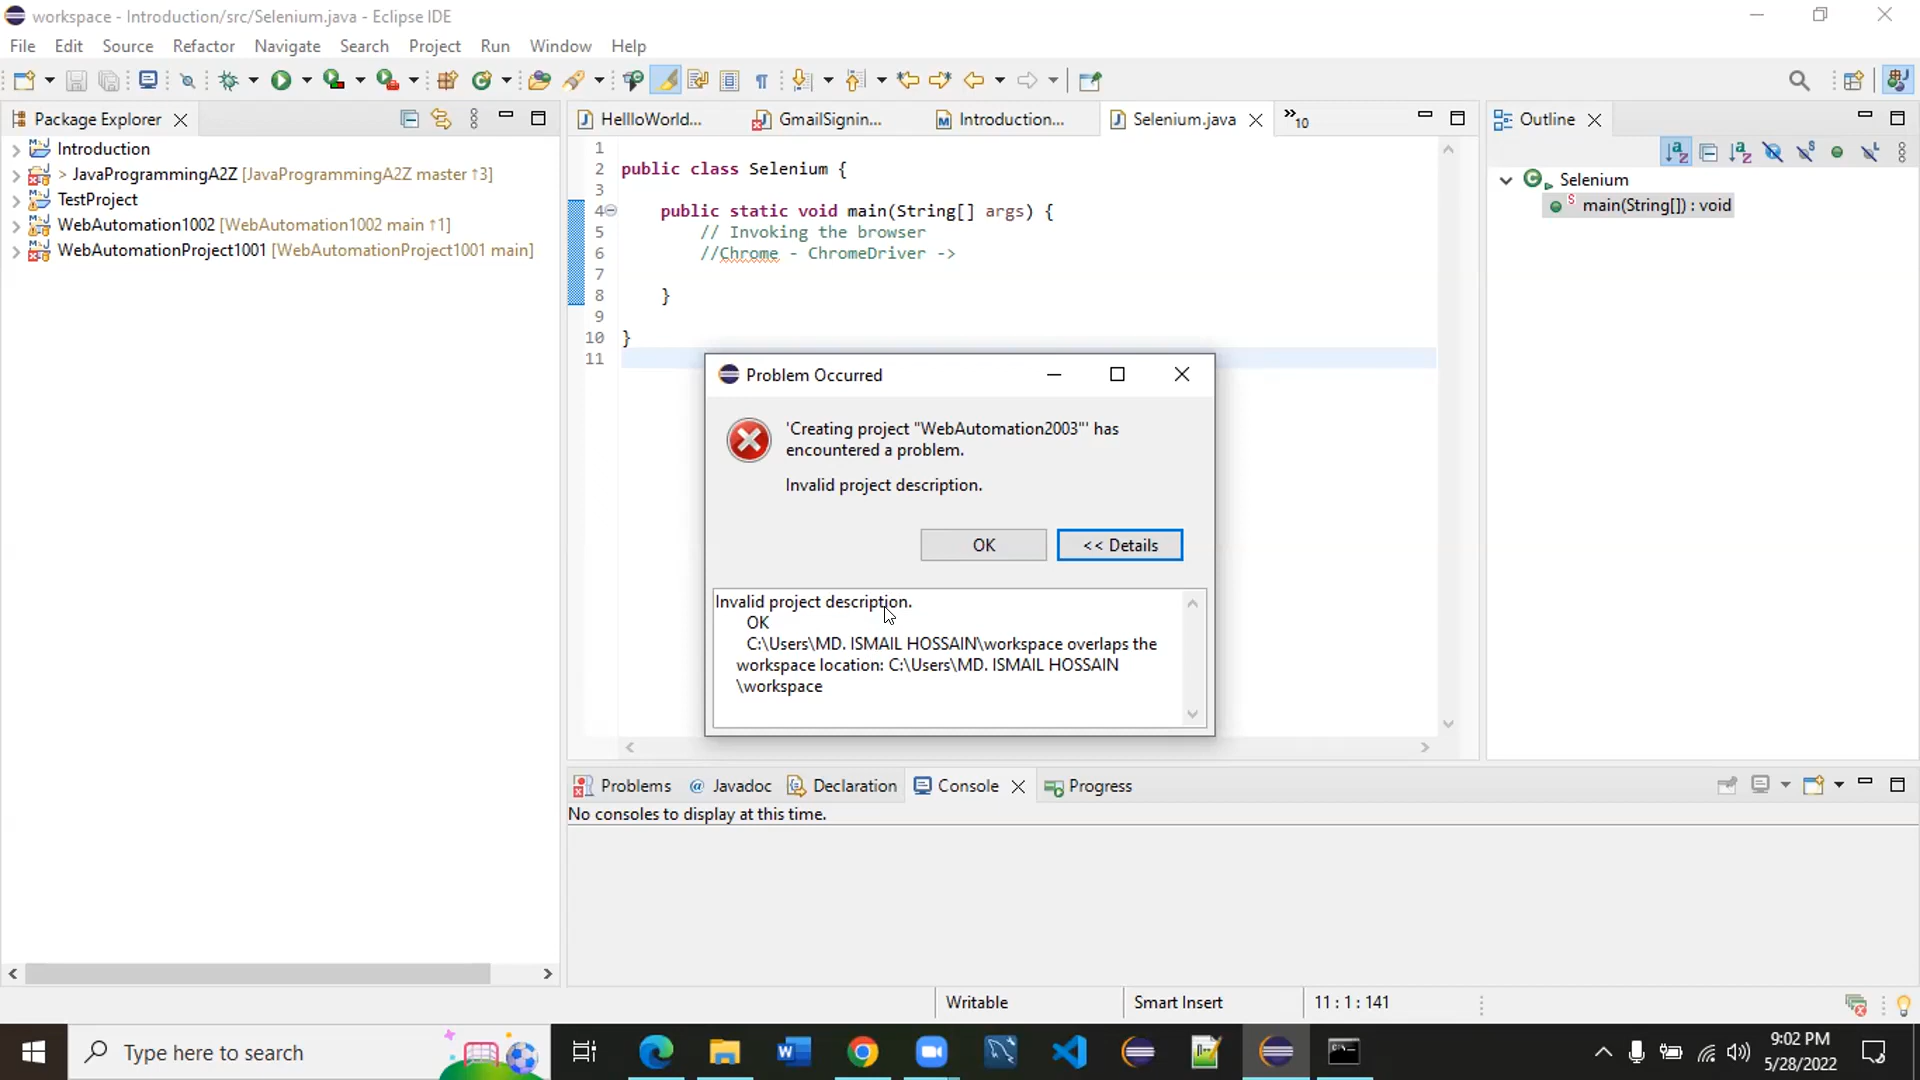 workspace - Introduction/src/Selenium.java - Eclipse IDE
File Edit Source Refactor Navigate Search Project Run Window Help
Package Explorer
HellloWorld...
GmailSignin...
Introduction...
Selenium.java
»10
Outline
Introduction
> JavaProgrammingA2Z [JavaProgrammingA2Z master ↑3]
TestProject
WebAutomation1002 [WebAutomation1002 main ↑1]
WebAutomationProject1001 [WebAutomationProject1001 main]
1
2 public class Selenium {
3
4 public static void main(String[] args) {
5 // Invoking the browser
6 //Chrome - ChromeDriver ->
7
8 }
9
10 }
11
Selenium
main(String[]) : void
Problem Occurred
'Creating project "WebAutomation2003"' has
encountered a problem.
Invalid project description.
OK
<< Details
Invalid project description.
OK
C:\Users\MD. ISMAIL HOSSAIN\workspace overlaps the
workspace location: C:\Users\MD. ISMAIL HOSSAIN
\workspace
Problems @ Javadoc Declaration Console Progress
No consoles to display at this time.
Writable
Smart Insert
11 : 1 : 141
Type here to search
9:02 PM
5/28/2022